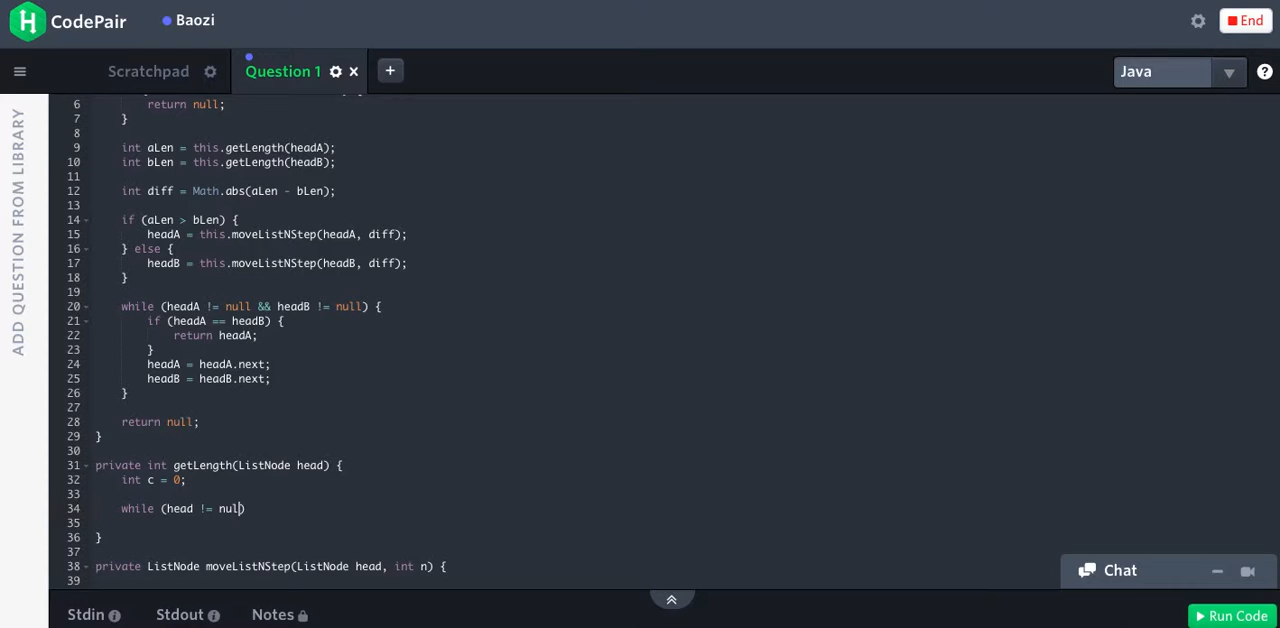 CodePair
Baozi
End
Scratchpad
Question 1
+
Java
?
ADD QUESTION FROM LIBRARY
6 return null;
7 }
8
9 int aLen = this.getLength(headA);
10 int bLen = this.getLength(headB);
11
12 int diff = Math.abs(aLen - bLen);
13
14 if (aLen > bLen) {
15 headA = this.moveListNStep(headA, diff);
16 } else {
17 headB = this.moveListNStep(headB, diff);
18 }
19
20 while (headA != null && headB != null) {
21 if (headA == headB) {
22 return headA;
23 }
24 headA = headA.next;
25 headB = headB.next;
26 }
27
28 return null;
29 }
30
31 private int getLength(ListNode head) {
32 int c = 0;
33
34 while (head != nul)
35
36 }
37
38 private ListNode moveListNStep(ListNode head, int n) {
39
Chat
Stdin
Stdout
Notes
Run Code